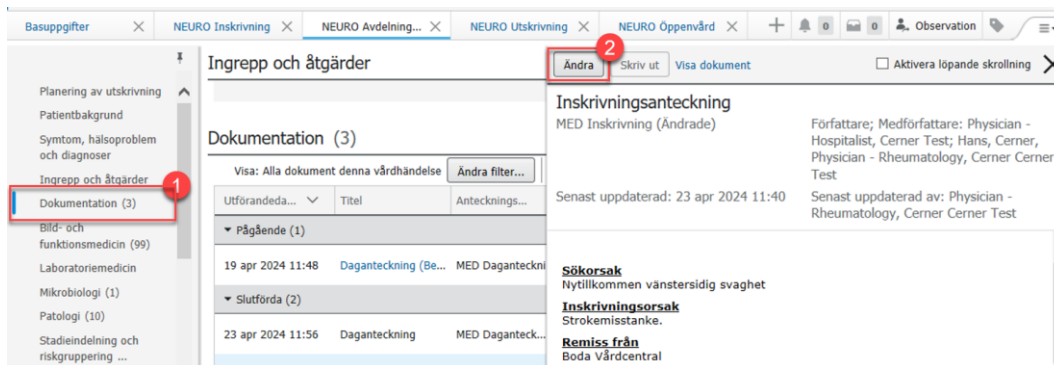 Basuppgifter
NEURO Inskrivning
NEURO Avdelning...
NEURO Utskrivning
NEURO Öppenvård
0
0
Observation
Planering av utskrivning
Patientbakgrund
Symtom, hälsoproblem
och diagnoser
Ingrepp och åtgärder
1
Dokumentation (3)
Bild- och
funktionsmedicin (99)
Laboratoriemedicin
Mikrobiologi (1)
Patologi (10)
Stadieindelning och
riskgruppering ...
Ingrepp och åtgärder
Dokumentation (3)
Visa: Alla dokument denna vårdhändelse
Ändra filter...
Utförandeda...
Titel
Antecknings...
Pågående (1)
19 apr 2024 11:48
Daganteckning (Be...
MED Daganteckni
Slutförda (2)
23 apr 2024 11:56
Daganteckning
MED Daganteck...
2
Ändra
Skriv ut
Visa dokument
Aktivera löpande skrollning
Inskrivningsanteckning
MED Inskrivning (Ändrade)
Författare; Medförfattare: Physician -
Hospitalist, Cerner Test; Hans, Cerner,
Physician - Rheumatology, Cerner Cerner
Test
Senast uppdaterad: 23 apr 2024 11:40
Senast uppdaterad av: Physician -
Rheumatology, Cerner Cerner Test
Sökorsak
Nytillkommen vänstersidig svaghet
Inskrivningsorsak
Strokemisstanke.
Remiss från
Boda Vårdcentral